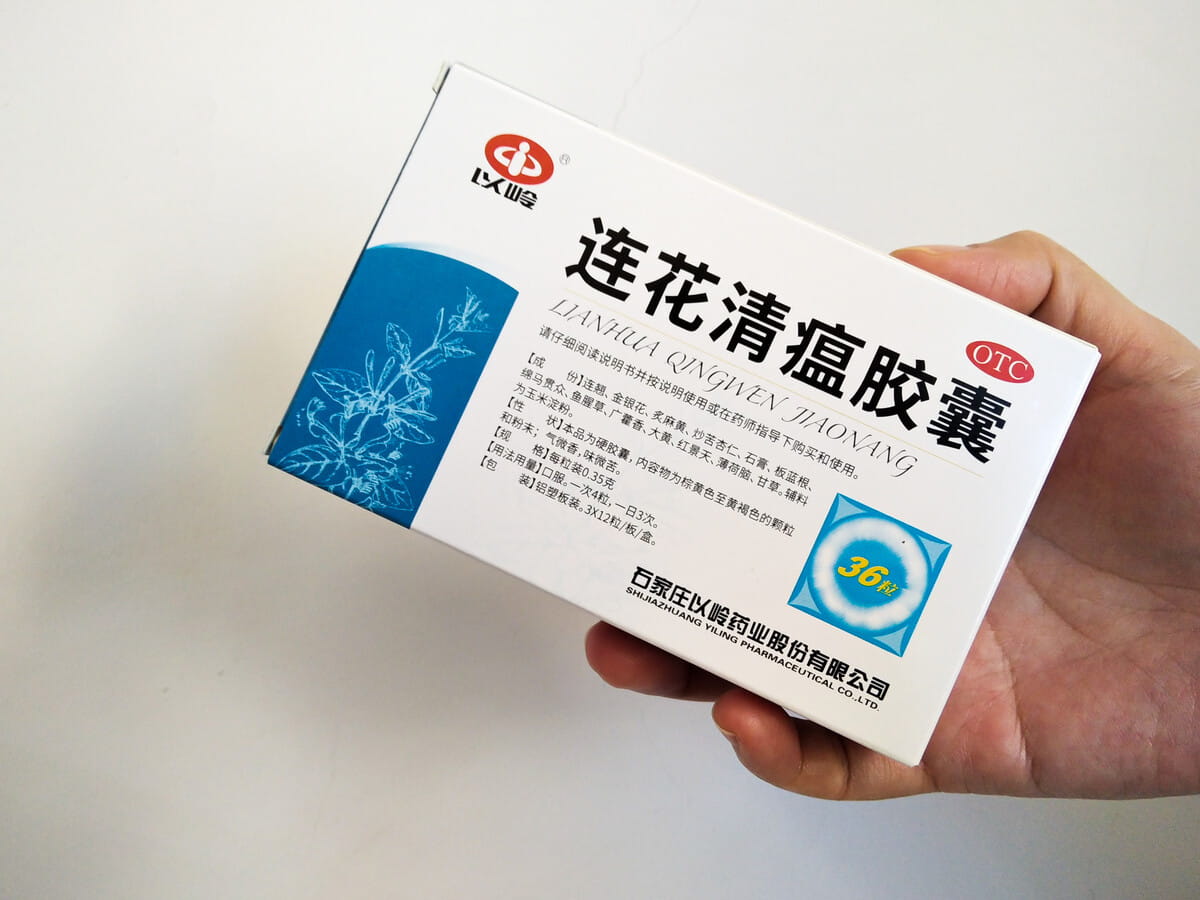 以岭
®
连花清瘟胶囊
LIANHUA QINGWEN JIAONANG
OTC
请仔细阅读说明书并按说明使用或在药师指导下购买和使用。
【成　　份】连翘、金银花、炙麻黄、炒苦杏仁、石膏、板蓝根、
绵马贯众、鱼腥草、广藿香、大黄、红景天、薄荷脑、甘草。辅料
为玉米淀粉。
【性　　状】本品为硬胶囊，内容物为棕黄色至黄褐色的颗粒
和粉末；气微香，味微苦。
【规　　格】每粒装0.35克
【用法用量】口服。一次4粒，一日3次。
【包　　装】铝塑板装。3X12粒/板/盒。
36粒
石家庄以岭药业股份有限公司
SHIJIAZHUANG YILING PHARMACEUTICAL CO.,LTD.